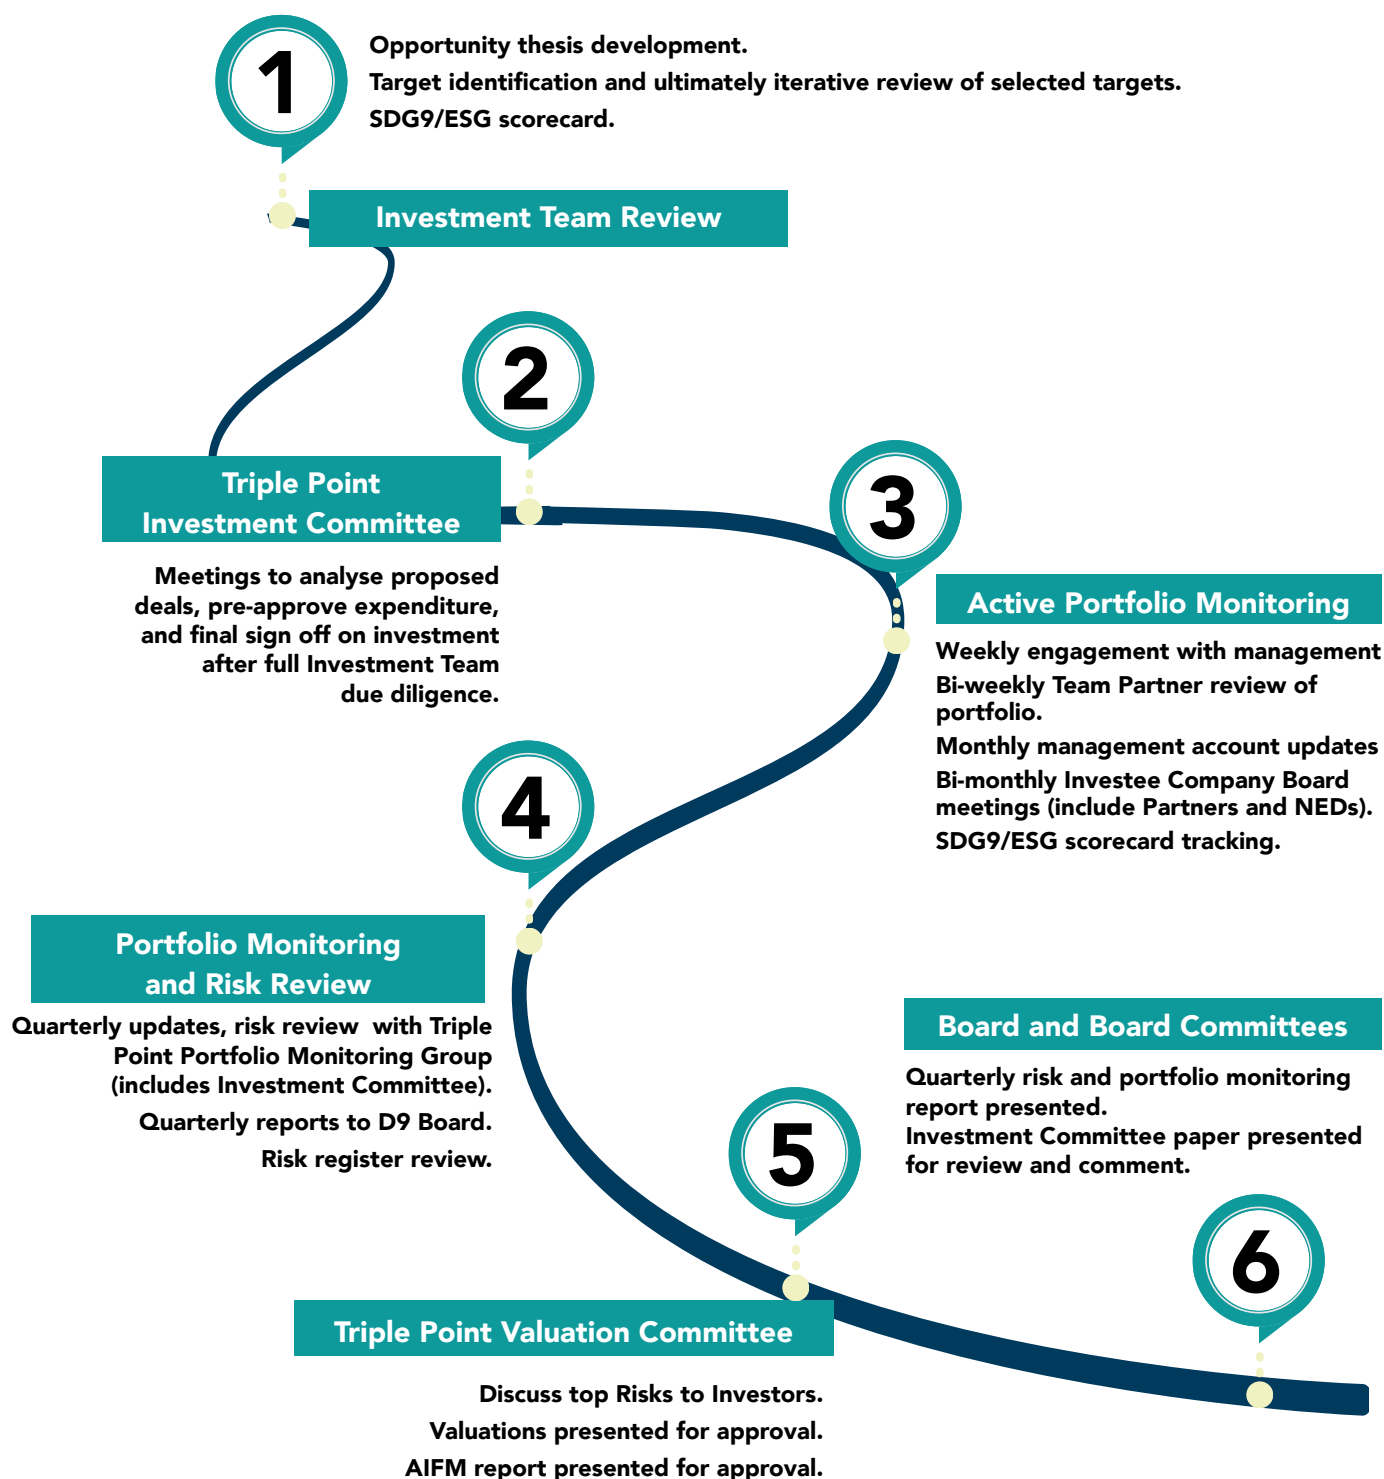 1
Opportunity thesis development.
Target identification and ultimately iterative review of selected targets.
SDG9/ESG scorecard.
Investment Team Review
2
Triple Point
Investment Committee
Meetings to analyse proposed
deals, pre-approve expenditure,
and final sign off on investment
after full Investment Team
due diligence.
3
Active Portfolio Monitoring
Weekly engagement with management
Bi-weekly Team Partner review of
portfolio.
Monthly management account updates
Bi-monthly Investee Company Board
meetings (include Partners and NEDs).
SDG9/ESG scorecard tracking.
4
Portfolio Monitoring
and Risk Review
Quarterly updates, risk review with Triple
Point Portfolio Monitoring Group
(includes Investment Committee).
Quarterly reports to D9 Board.
Risk register review.
5
Triple Point Valuation Committee
Discuss top Risks to Investors.
Valuations presented for approval.
AIFM report presented for approval.
Board and Board Committees
Quarterly risk and portfolio monitoring
report presented.
Investment Committee paper presented
for review and comment.
6